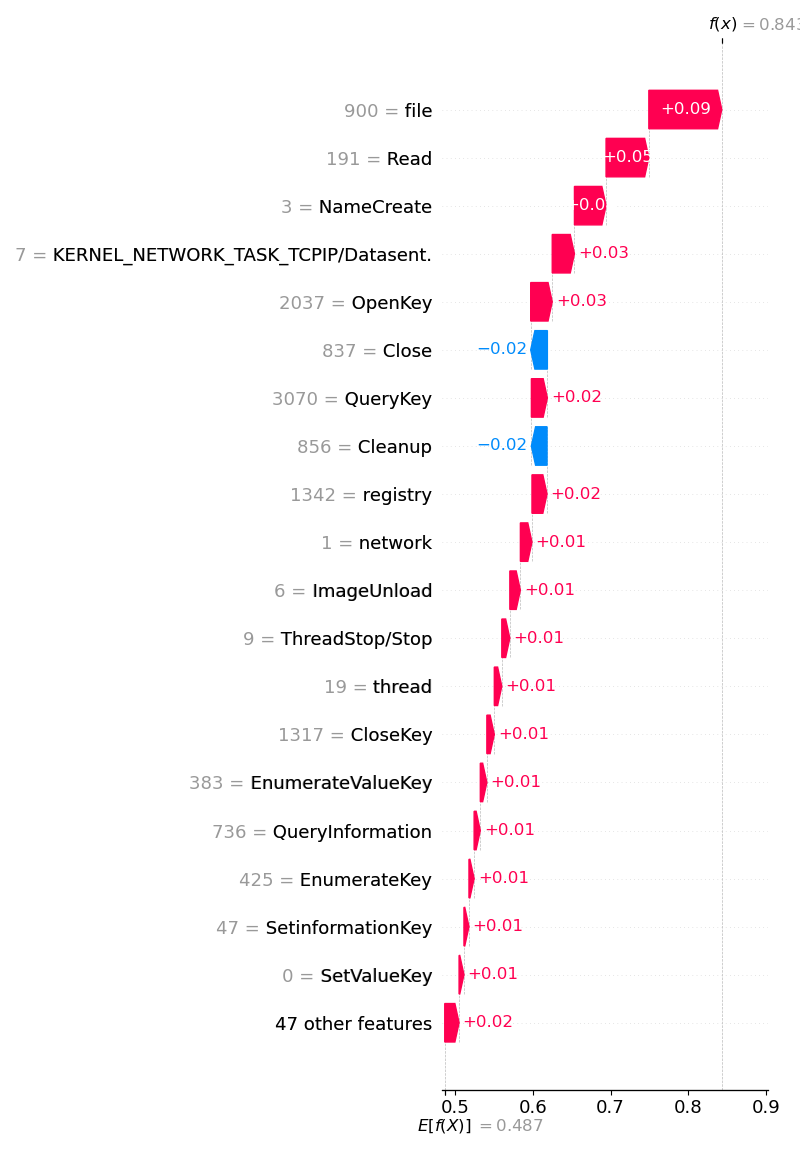 f(x) = 0.843
900 = file
+0.09
191 = Read
+0.05
3 = NameCreate
+0.0
7 = KERNEL_NETWORK_TASK_TCPIP/Datasent.
+0.03
2037 = OpenKey
+0.03
837 = Close
−0.02
3070 = QueryKey
+0.02
856 = Cleanup
−0.02
1342 = registry
+0.02
1 = network
+0.01
6 = ImageUnload
+0.01
9 = ThreadStop/Stop
+0.01
19 = thread
+0.01
1317 = CloseKey
+0.01
383 = EnumerateValueKey
+0.01
736 = QueryInformation
+0.01
425 = EnumerateKey
+0.01
47 = SetinformationKey
+0.01
0 = SetValueKey
+0.01
47 other features
+0.02
0.5 0.6 0.7 0.8 0.9
E[f(X)] = 0.487